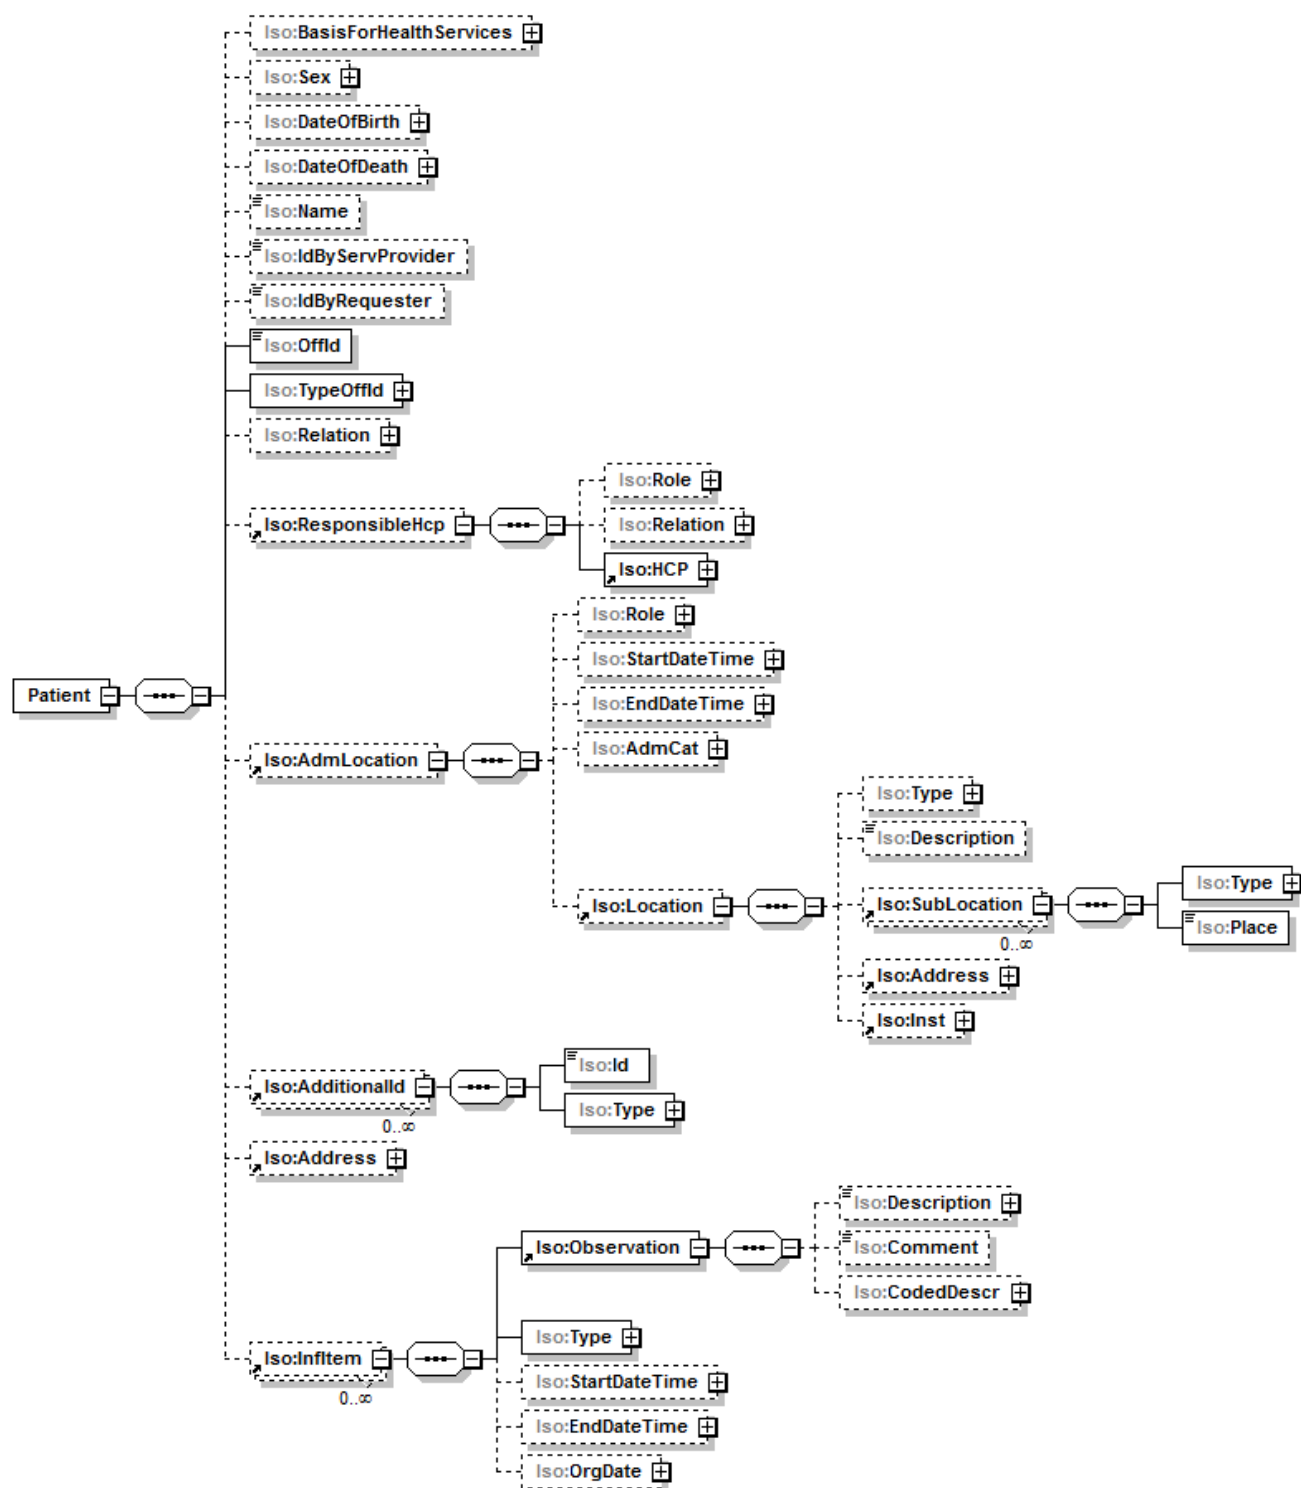 Iso:BasisForHealthServices
Iso:Sex
Iso:DateOfBirth
Iso:DateOfDeath
Iso:Name
Iso:IdByServProvider
Iso:IdByRequester
Iso:OffId
Iso:TypeOffId
Iso:Relation
Iso:Role
Iso:ResponsibleHcp
Iso:Relation
Iso:HCP
Iso:Role
Iso:StartDateTime
Patient
Iso:EndDateTime
Iso:AdmLocation
Iso:AdmCat
Iso:Type
Iso:Description
Iso:Type
Iso:Location
Iso:SubLocation
0..∞
Iso:Place
Iso:Address
Iso:Inst
Iso:Id
Iso:AdditionalId
0..∞
Iso:Type
Iso:Address
Iso:Description
Iso:Observation
Iso:Comment
Iso:CodedDescr
Iso:Type
Iso:InfItem
0..∞
Iso:StartDateTime
Iso:EndDateTime
Iso:OrgDate